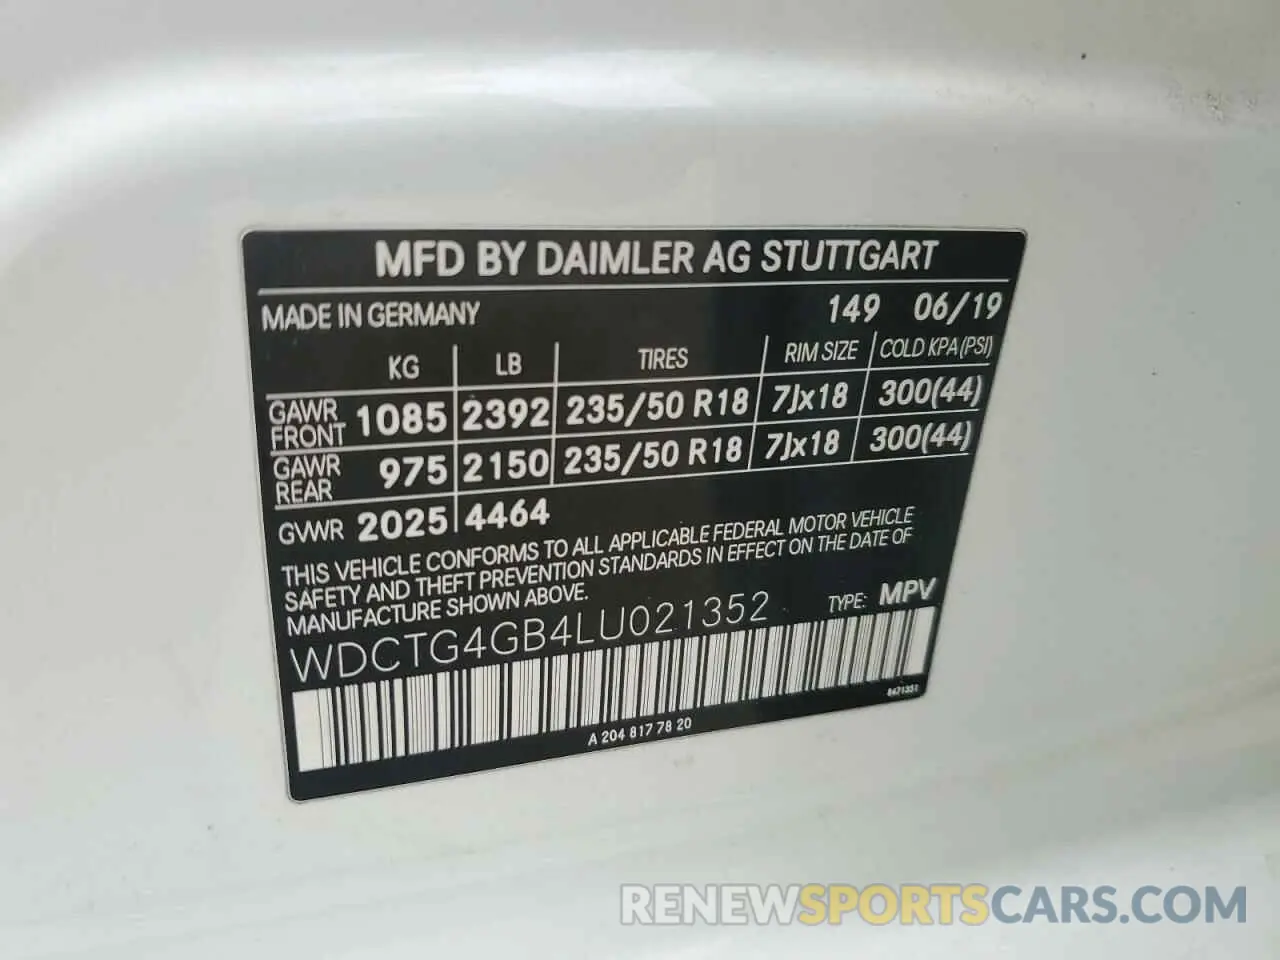 MFD BY DAIMLER AG STUTTGART
MADE IN GERMANY 149 06/19
KG LB TIRES RIM SIZE COLD KPA(PSI)
GAWR FRONT 1085 2392 235/50 R18 7Jx18 300(44)
GAWR REAR 975 2150 235/50 R18 7Jx18 300(44)
GVWR 2025 4464
THIS VEHICLE CONFORMS TO ALL APPLICABLE FEDERAL MOTOR VEHICLE
SAFETY AND THEFT PREVENTION STANDARDS IN EFFECT ON THE DATE OF
MANUFACTURE SHOWN ABOVE.
WDCTG4GB4LU021352 TYPE: MPV
8671351
A 204 817 78 20
RENEWSPORTSCARS.COM